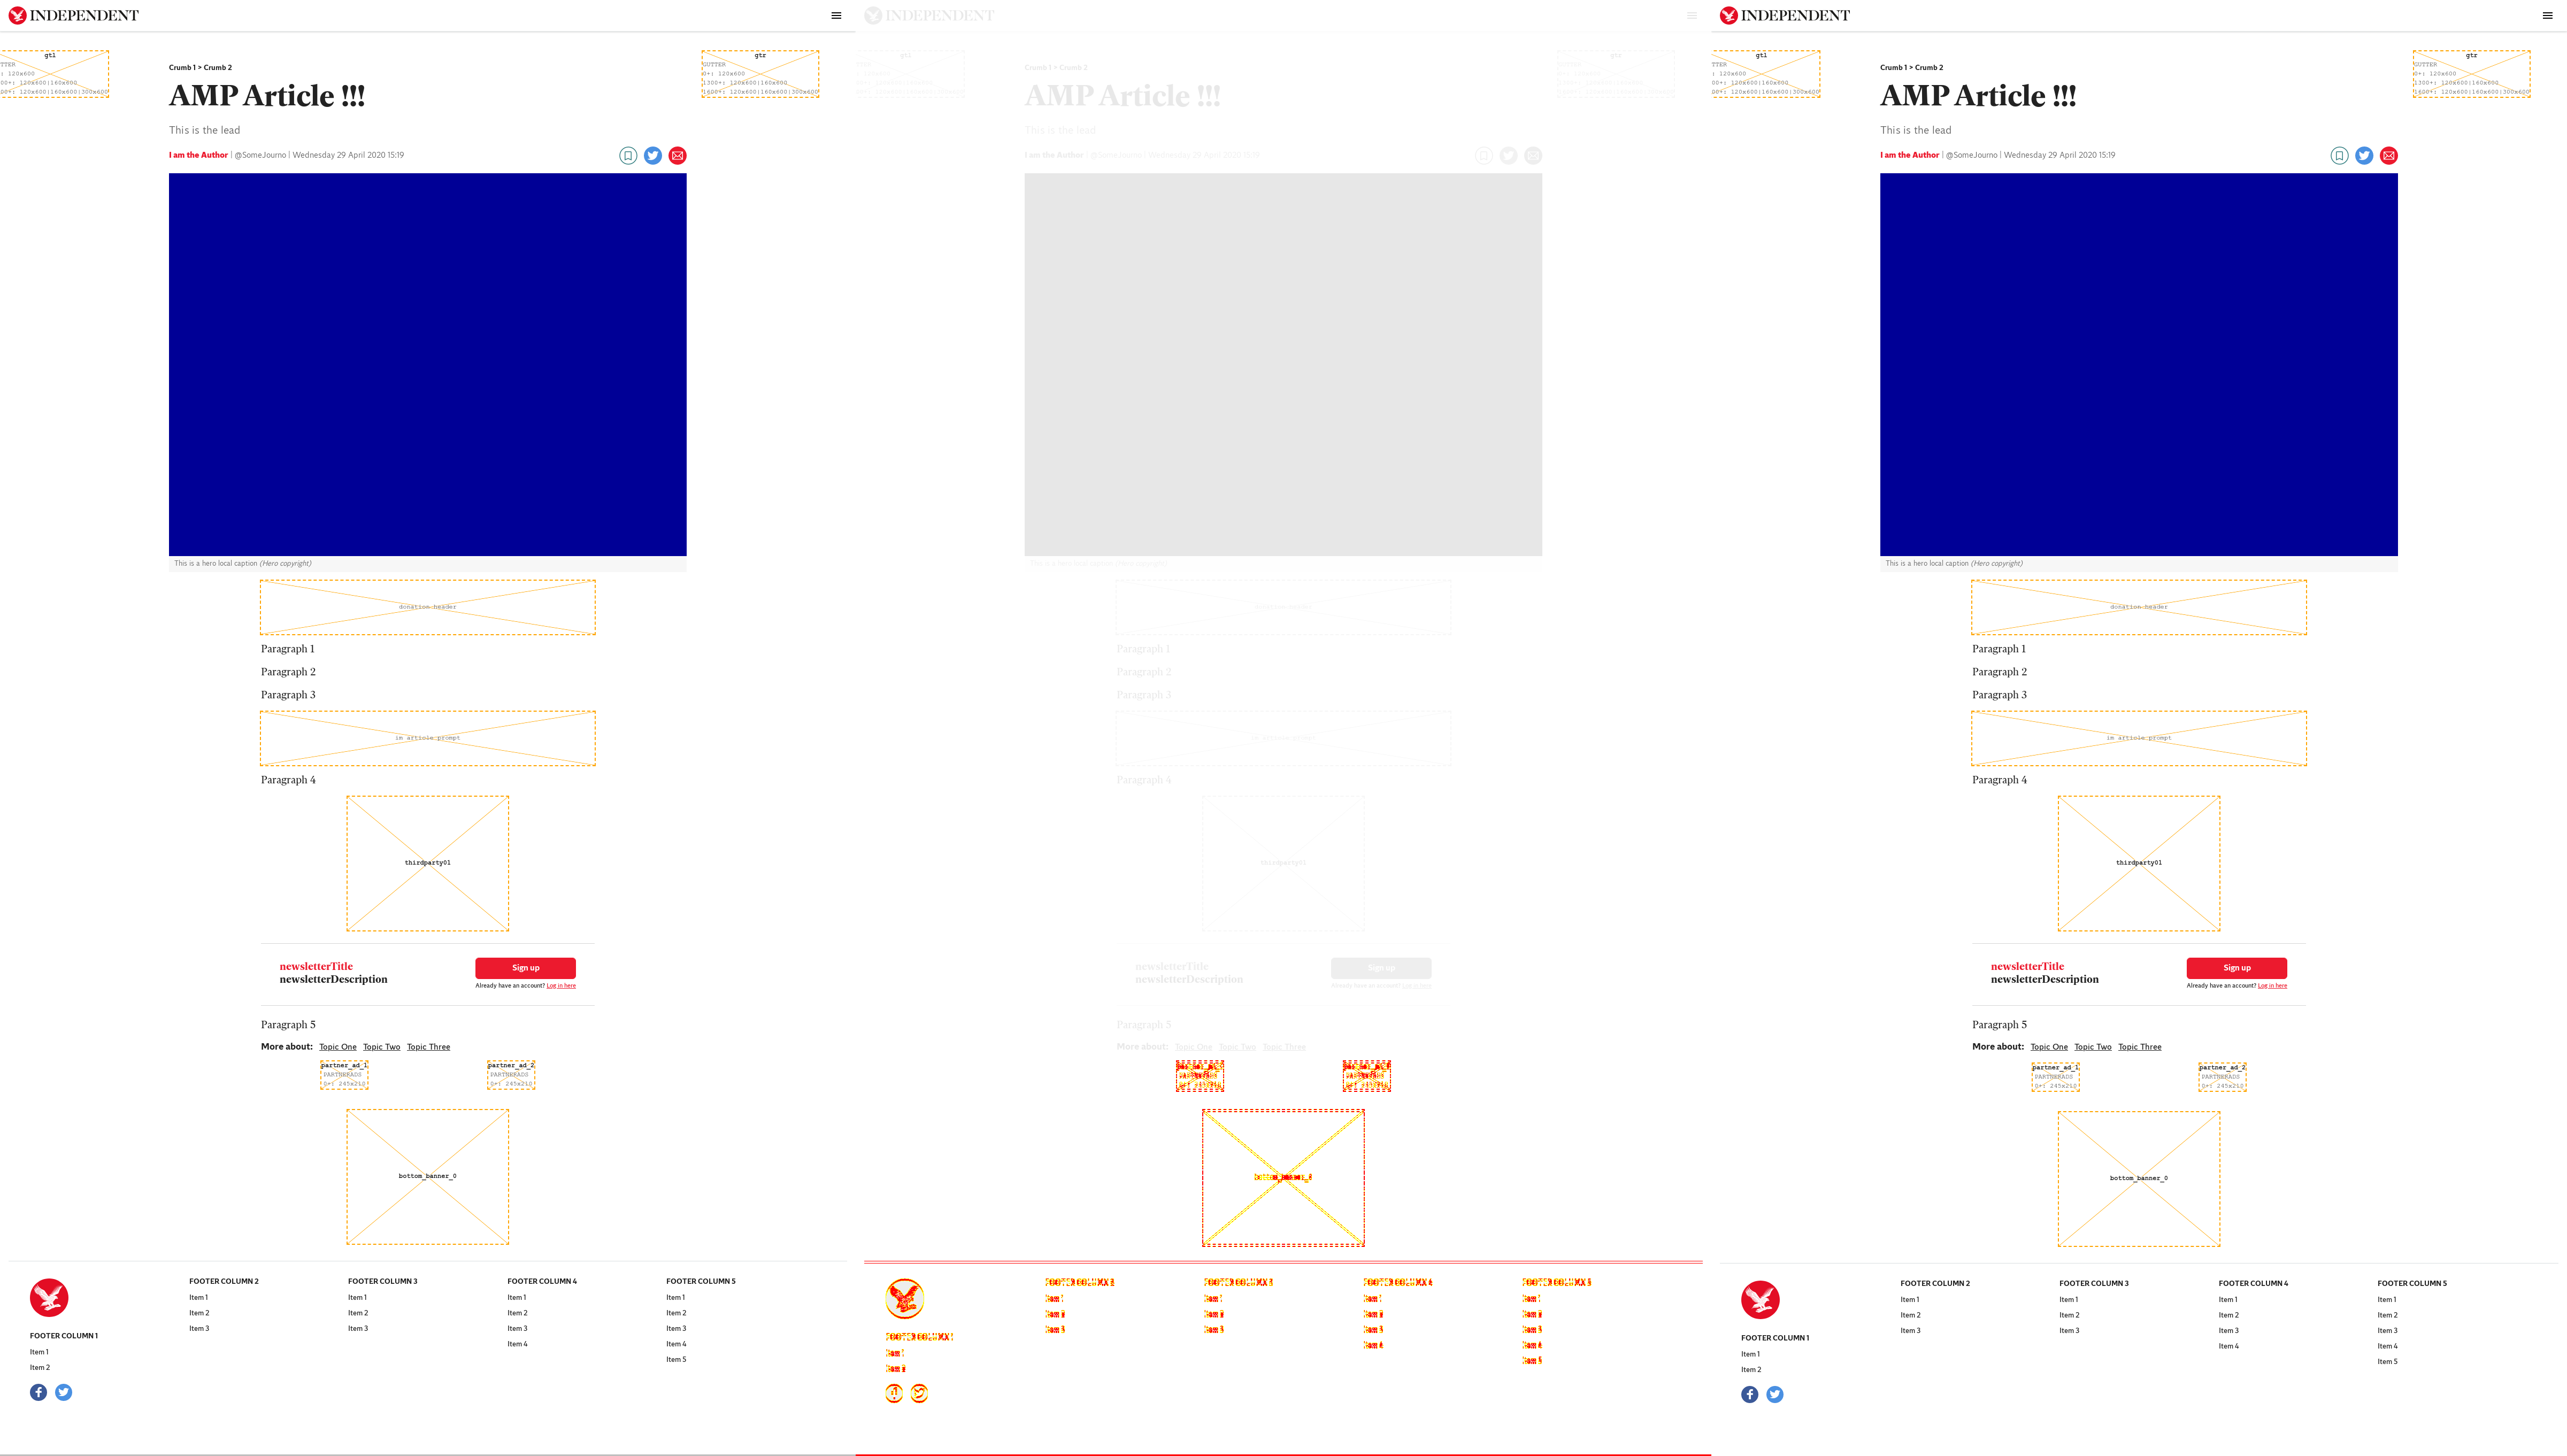 INDEPENDENT
gtl
TTER
: 120x600
00+: 120x600|160x600
00+: 120x600|160x600|300x600
gtr
GUTTER
0+: 120x600
1300+: 120x600|160x600
1600+: 120x600|160x600|300x600
Crumb 1 > Crumb 2
AMP Article !!!
This is the lead
I am the Author | @SomeJourno | Wednesday 29 April 2020 15:19
This is a hero local caption (Hero copyright)
donation header
Paragraph 1
Paragraph 2
Paragraph 3
in article prompt
Paragraph 4
thirdparty01
newsletterTitle
newsletterDescription
Sign up
Already have an account? Log in here
Paragraph 5
More about: Topic One Topic Two Topic Three
partner_ad_1
PARTNERADS
0+: 245x210
partner_ad_2
PARTNERADS
0+: 245x210
bottom_banner_0
FOOTER COLUMN 1
Item 1
Item 2
FOOTER COLUMN 2
Item 1
Item 2
Item 3
FOOTER COLUMN 3
Item 1
Item 2
Item 3
FOOTER COLUMN 4
Item 1
Item 2
Item 3
Item 4
FOOTER COLUMN 5
Item 1
Item 2
Item 3
Item 4
Item 5
INDEPENDENT
gtl
gtr
Crumb 1 > Crumb 2
AMP Article !!!
This is the lead
I am the Author | @SomeJourno | Wednesday 29 April 2020 15:19
This is a hero local caption (Hero copyright)
Paragraph 1
Paragraph 2
Paragraph 3
Paragraph 4
thirdparty01
newsletterTitle
newsletterDescription
Sign up
Already have an account? Log in here
Paragraph 5
More about: Topic One Topic Two Topic Three
INDEPENDENT
gtl
TTER
: 120x600
00+: 120x600|160x600
00+: 120x600|160x600|300x600
gtr
GUTTER
0+: 120x600
1300+: 120x600|160x600
1600+: 120x600|160x600|300x600
Crumb 1 > Crumb 2
AMP Article !!!
This is the lead
I am the Author | @SomeJourno | Wednesday 29 April 2020 15:19
This is a hero local caption (Hero copyright)
donation header
Paragraph 1
Paragraph 2
Paragraph 3
in article prompt
Paragraph 4
thirdparty01
newsletterTitle
newsletterDescription
Sign up
Already have an account? Log in here
Paragraph 5
More about: Topic One Topic Two Topic Three
partner_ad_1
PARTNERADS
0+: 245x210
partner_ad_2
PARTNERADS
0+: 245x210
bottom_banner_0
FOOTER COLUMN 1
Item 1
Item 2
FOOTER COLUMN 2
Item 1
Item 2
Item 3
FOOTER COLUMN 3
Item 1
Item 2
Item 3
FOOTER COLUMN 4
Item 1
Item 2
Item 3
Item 4
FOOTER COLUMN 5
Item 1
Item 2
Item 3
Item 4
Item 5